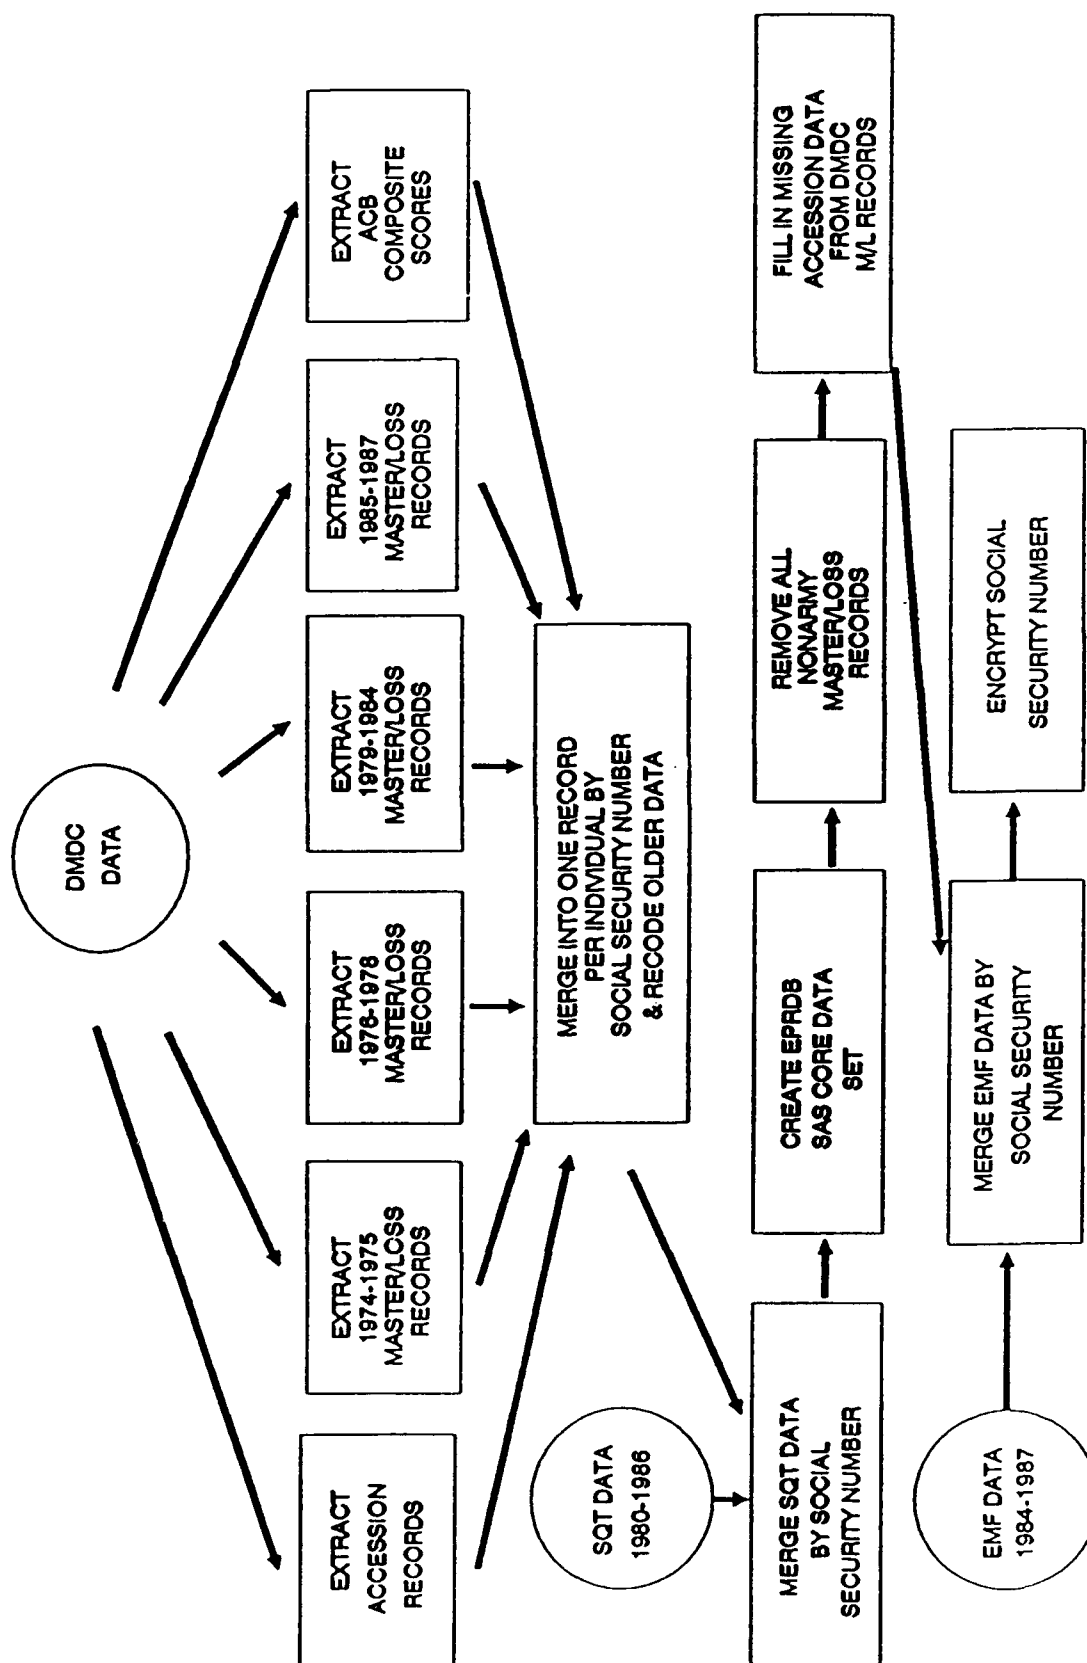 DMDC
DATA
EXTRACT
ACCESSION
RECORDS
EXTRACT
1974-1975
MASTER/LOSS
RECORDS
EXTRACT
1976-1978
MASTER/LOSS
RECORDS
EXTRACT
1979-1984
MASTER/LOSS
RECORDS
EXTRACT
1985-1987
MASTER/LOSS
RECORDS
EXTRACT
ACB
COMPOSITE
SCORES
MERGE INTO ONE RECORD
PER INDIVIDUAL BY
SOCIAL SECURITY NUMBER
& RECODE OLDER DATA
SQT DATA
1980-1986
MERGE SQT DATA
BY SOCIAL
SECURITY NUMBER
CREATE EPRDB
SAS CORE DATA
SET
REMOVE ALL
NONARMY
MASTER/LOSS
RECORDS
FILL IN MISSING
ACCESSION DATA
FROM DMDC
M/L RECORDS
EMF DATA
1984-1987
MERGE EMF DATA BY
SOCIAL SECURITY
NUMBER
ENCRYPT SOCIAL
SECURITY NUMBER